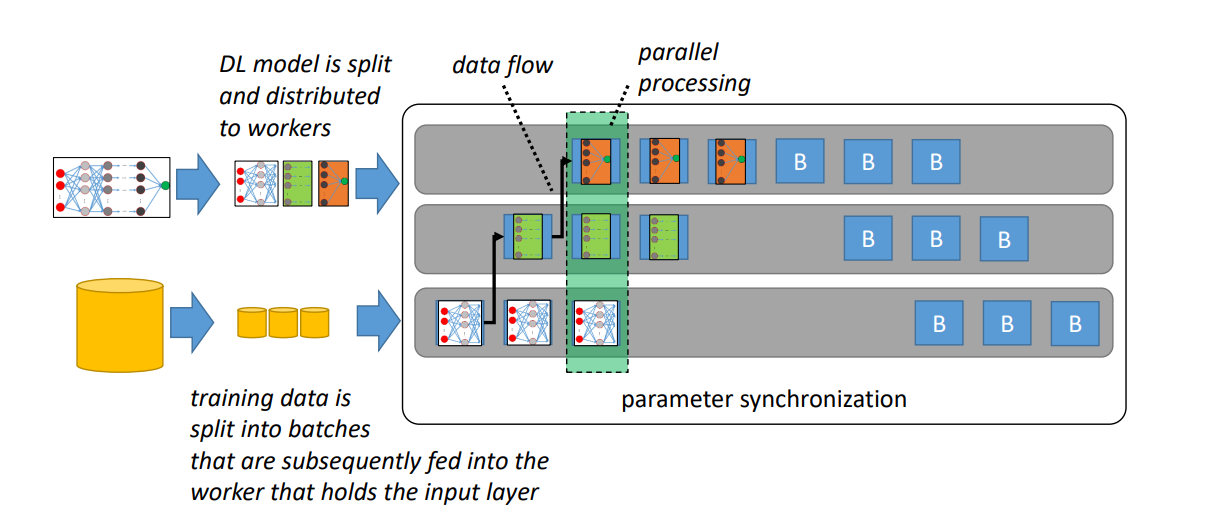 DL model is split
and distributed
to workers
data flow
parallel
processing
B B B
B B B
B B B
parameter synchronization
training data is
split into batches
that are subsequently fed into the
worker that holds the input layer